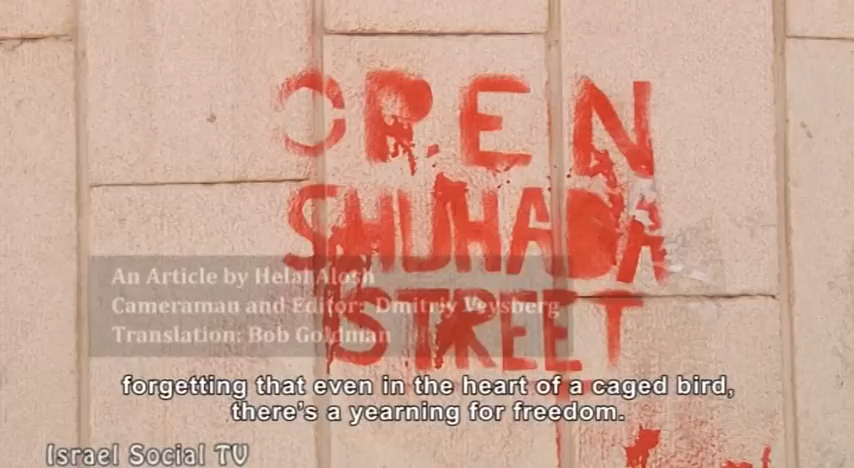 OPEN
SHUHADA
STREET
An Article by Helal Alosh
Cameraman and Editor: Dmitriy Veysberg
Translation: Bob Goldman
forgetting that even in the heart of a caged bird,
there's a yearning for freedom.
Israel Social TV